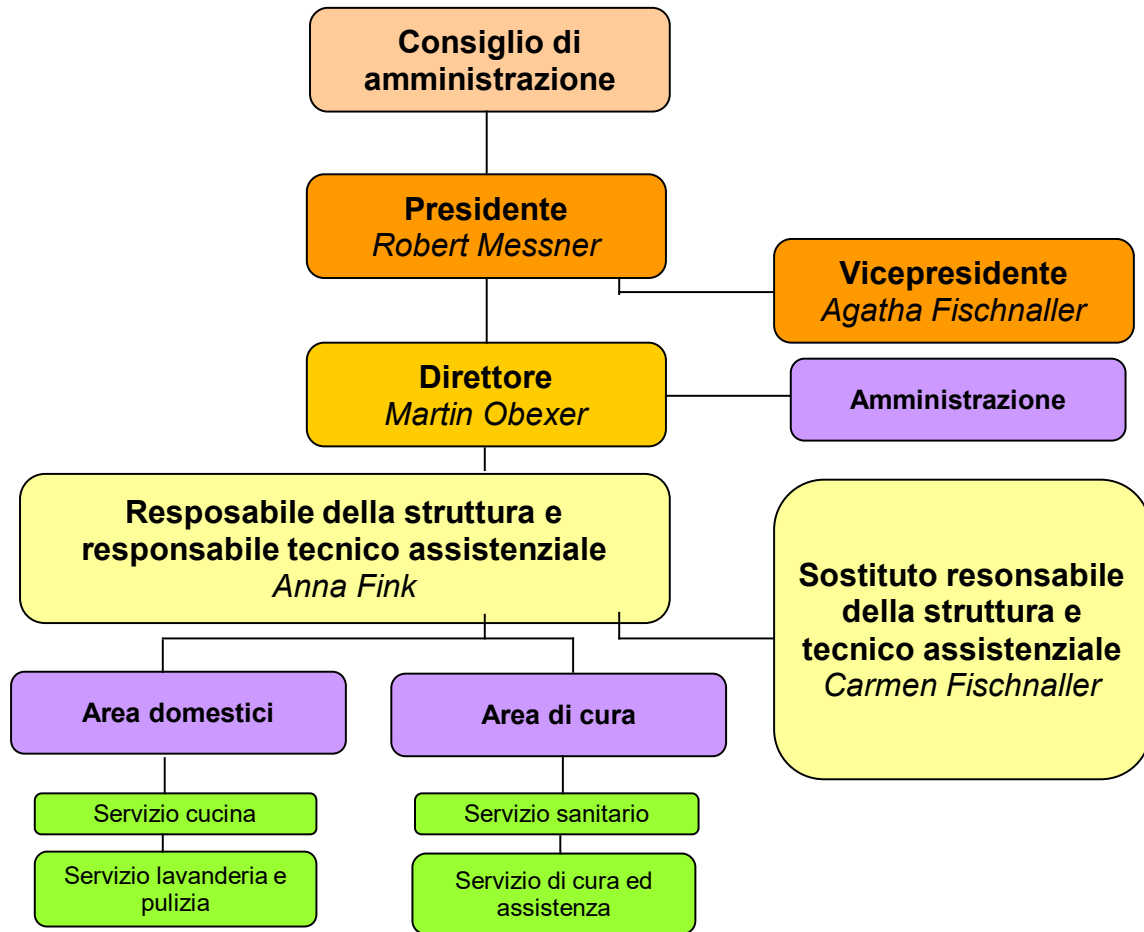 Consiglio di
amministrazione
Presidente
Robert Messner
Vicepresidente
Agatha Fischnaller
Direttore
Martin Obexer
Amministrazione
Resposabile della struttura e
responsabile tecnico assistenziale
Anna Fink
Sostituto resonsabile
della struttura e
tecnico assistenziale
Carmen Fischnaller
Area domestici
Area di cura
Servizio cucina
Servizio sanitario
Servizio lavanderia e
pulizia
Servizio di cura ed
assistenza